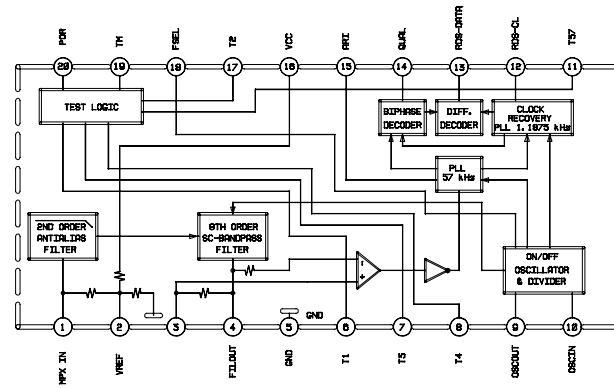 POR TM FSEL T2 VCC ARI QUAL RDS-DATA RDS-CL T57
20 19 18 17 16 15 14 13 12 11
TEST LOGIC
BIPHASE
DECODER
DIFF.
DECODER
CLOCK
RECOVERY
PLL 1.1875 kHz
PLL
57 kHz
2ND ORDER
ANTIALIAS
FILTER
8TH ORDER
SC-BANDPASS
FILTER
ON/OFF
OSCILLATOR
& DIVIDER
GND
1 2 3 4 5 6 7 8 9 10
MPX IN VREF FILOUT GND T1 T3 T4 OSCOUT OSCIN